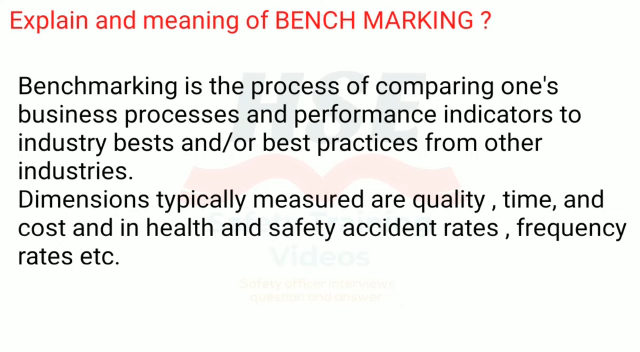 Explain and meaning of BENCH MARKING ?
Benchmarking is the process of comparing one's
business processes and performance indicators to
industry bests and/or best practices from other
industries.
Dimensions typically measured are quality , time, and
cost and in health and safety accident rates , frequency
rates etc.
HSE
Videos
Safety officer interviews
question and answer